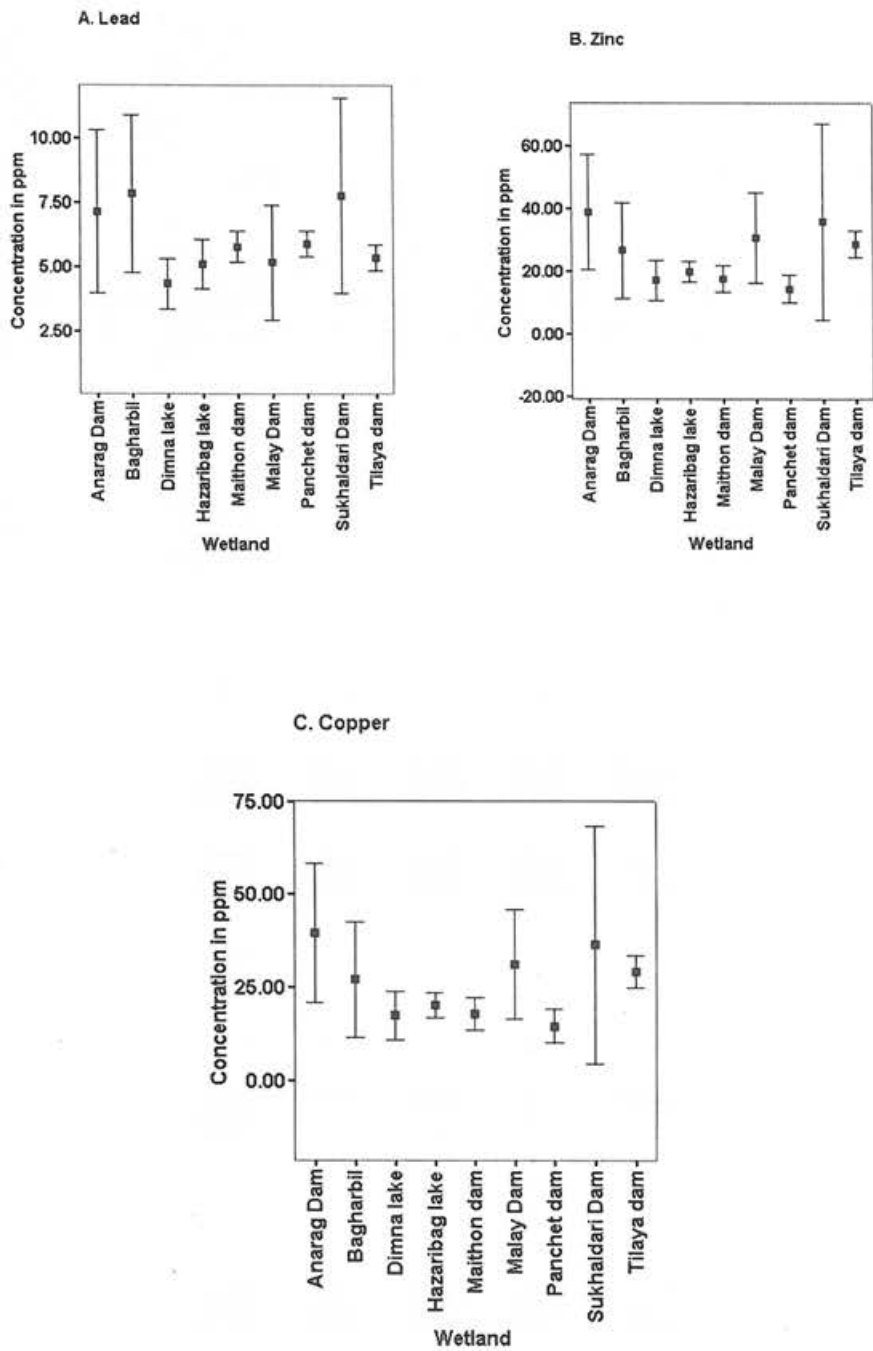 A. Lead
Concentration in ppm
10.00
7.50
5.00
2.50
Anarag Dam
Bagharbil
Dimna lake
Hazaribag lake
Maithon dam
Malay Dam
Panchet dam
Sukhaldari Dam
Tilaya dam
Wetland
B. Zinc
Concentration in ppm
60.00
40.00
20.00
0.00
-20.00
Anarag Dam
Bagharbil
Dimna lake
Hazaribag lake
Maithon dam
Malay Dam
Panchet dam
Sukhaldari Dam
Tilaya dam
Wetland
C. Copper
Concentration in ppm
75.00
50.00
25.00
0.00
Anarag Dam
Bagharbil
Dimna lake
Hazaribag lake
Maithon dam
Malay Dam
Panchet dam
Sukhaldari Dam
Tilaya dam
Wetland